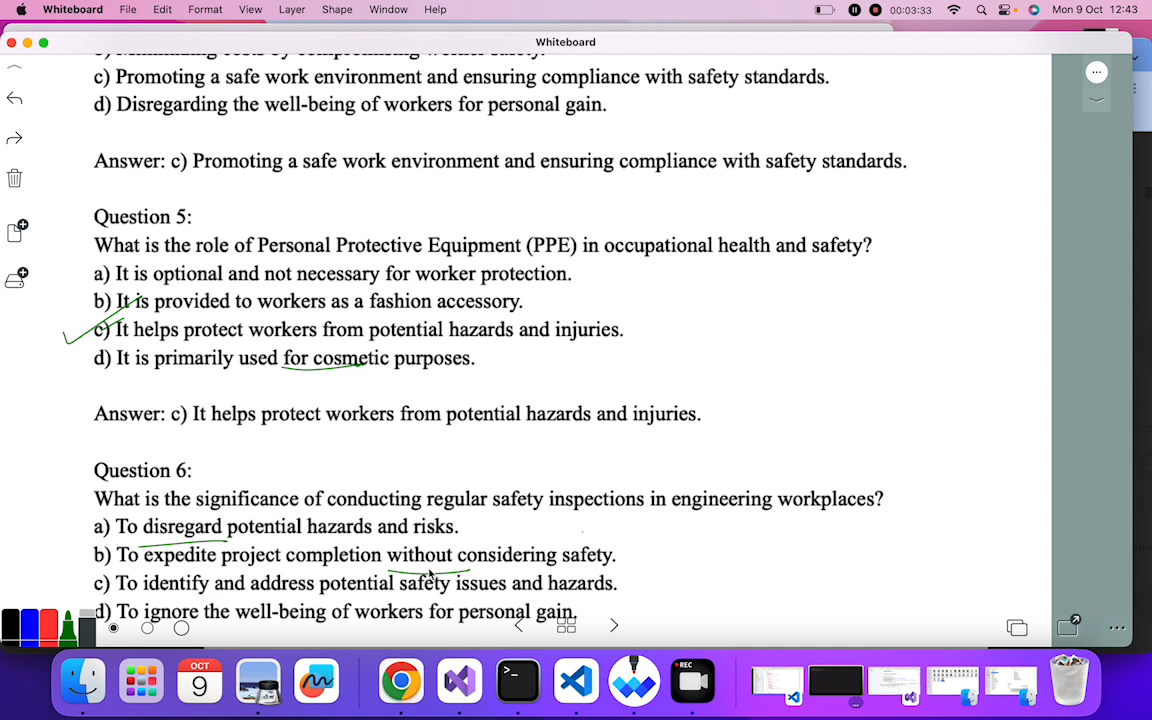 Whiteboard File Edit Format View Layer Shape Window Help 00:03:33 Mon 9 Oct 12:43
Whiteboard
c) Promoting a safe work environment and ensuring compliance with safety standards.
d) Disregarding the well-being of workers for personal gain.
Answer: c) Promoting a safe work environment and ensuring compliance with safety standards.
Question 5:
What is the role of Personal Protective Equipment (PPE) in occupational health and safety?
a) It is optional and not necessary for worker protection.
b) It is provided to workers as a fashion accessory.
c) It helps protect workers from potential hazards and injuries.
d) It is primarily used for cosmetic purposes.
Answer: c) It helps protect workers from potential hazards and injuries.
Question 6:
What is the significance of conducting regular safety inspections in engineering workplaces?
a) To disregard potential hazards and risks.
b) To expedite project completion without considering safety.
c) To identify and address potential safety issues and hazards.
d) To ignore the well-being of workers for personal gain.
OCT
9
REC